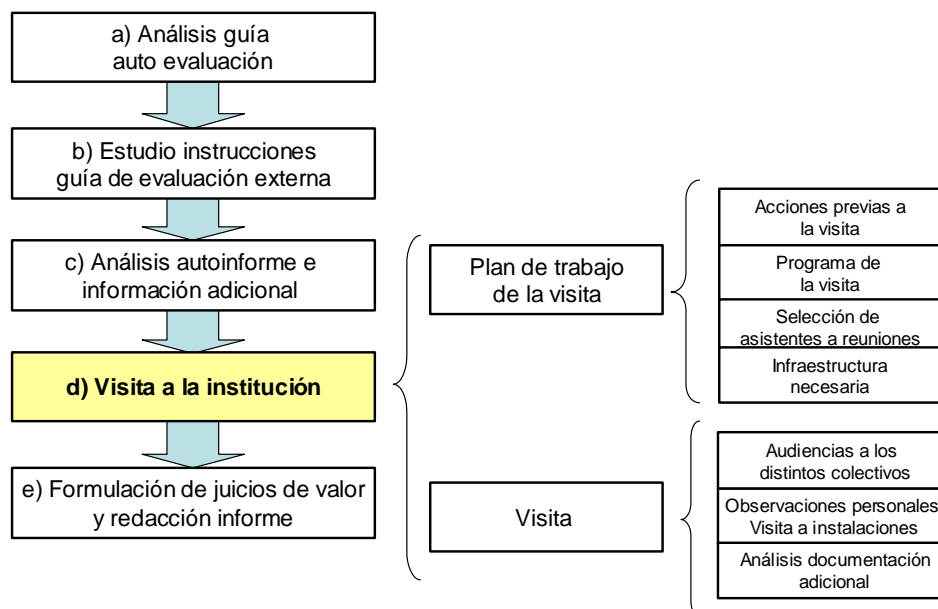 a) Análisis guía
auto evaluación
b) Estudio instrucciones
guía de evaluación externa
c) Análisis autoinforme e
información adicional
d) Visita a la institución
e) Formulación de juicios de valor
y redacción informe
Plan de trabajo
de la visita
Visita
Acciones previas a
la visita
Programa de
la visita
Selección de
asistentes a reuniones
Infraestructura
necesaria
Audiencias a los
distintos colectivos
Observaciones personales
Visita a instalaciones
Análisis documentación
adicional